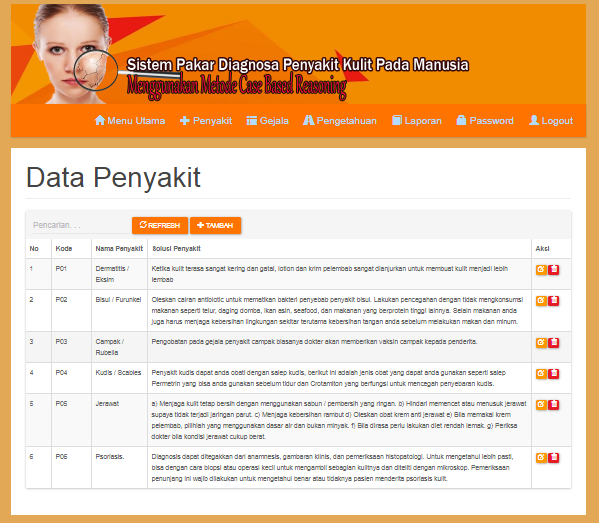 Sistem Pakar Diagnosa Penyakit Kulit Pada Manusia
Menggunakan Metode Case Based Reasoning
Menu Utama Penyakit Gejala Pengetahuan Laporan Password Logout
Data Penyakit
Pencarian. . . REFRESH TAMBAH
No Kode Nama Penyakit Solusi Penyakit Aksi
1 P01 Dermatitis / Ketika kulit terasa sangat kering dan gatal, lotion dan krim pelembab sangat dianjurkan untuk membuat kulit menjadi lebih
Eksim lembab
2 P02 Bisul / Furunkel Oleskan cairan antibiotic untuk mematikan bakteri penyebab penyakit bisul. Lakukan pencegahan dengan tidak mengkonsumsi
makanan seperti telur, daging domba, ikan asin, seafood, dan makanan yang berprotein tinggi lainnya. Selain makanan anda
juga harus menjaga kebersihan lingkungan sekitar terutama kebersihan tangan anda sebelum melakukan makan dan minum.
3 P03 Campak / Pengobatan pada gejala penyakit campak biasanya dokter akan memberikan vaksin campak kepada penderita.
Rubella
4 P04 Kudis / Scabies Penyakit kudis dapat anda obati dengan salep kudis, berikut ini adalah jenis obat yang dapat anda gunakan seperti salep
Permetrin yang bisa anda gunakan sebelum tidur dan Crotamiton yang berfungsi untuk mencegah penyebaran kudis.
5 P05 Jerawat a) Menjaga kulit tetap bersih dengan menggunakan sabun / pembersih yang ringan. b) Hindari memencet atau menusuk jerawat
supaya tidak terjadi jaringan parut. c) Menjaga kebersihan rambut d) Oleskan obat krem anti jerawat e) Bila memakai krem
pelembab, pilihlah yang menggunakan dasar air dan bukan minyak. f) Bila dirasa perlu lakukan diet rendah lemak. g) Periksa
dokter bila kondisi jerawat cukup berat.
6 P06 Psoriasis. Diagnosis dapat ditegakkan dari anamnesis, gambaran klinis, dan pemeriksaan histopatologi. Untuk mengetahui lebih pasti,
bisa dengan cara biopsi atau operasi kecil untuk mengambil sebagian kulitnya dan diteliti dengan mikroskop. Pemeriksaan
penunjang ini wajib dilakukan untuk mengetahui benar atau tidaknya pasien menderita psoriasis kulit.